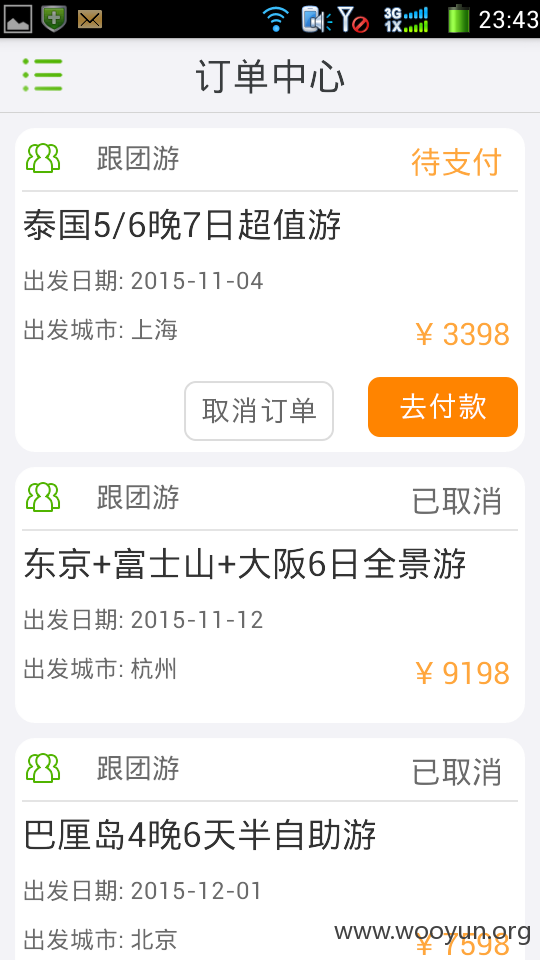 3G
1X
23:43
订单中心
跟团游
待支付
泰国5/6晚7日超值游
出发日期: 2015-11-04
出发城市: 上海
¥ 3398
取消订单
去付款
跟团游
已取消
东京+富士山+大阪6日全景游
出发日期: 2015-11-12
出发城市: 杭州
¥ 9198
跟团游
已取消
巴厘岛4晚6天半自助游
出发日期: 2015-12-01
出发城市: 北京
¥ 7598
www.wooyun.org